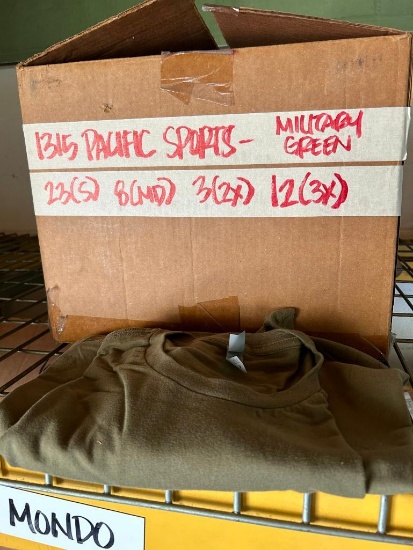 1315 PACIFIC SPORTS- MILITARY GREEN
23(S) 8(MD) 3(2X) 12(3X)
MONDO